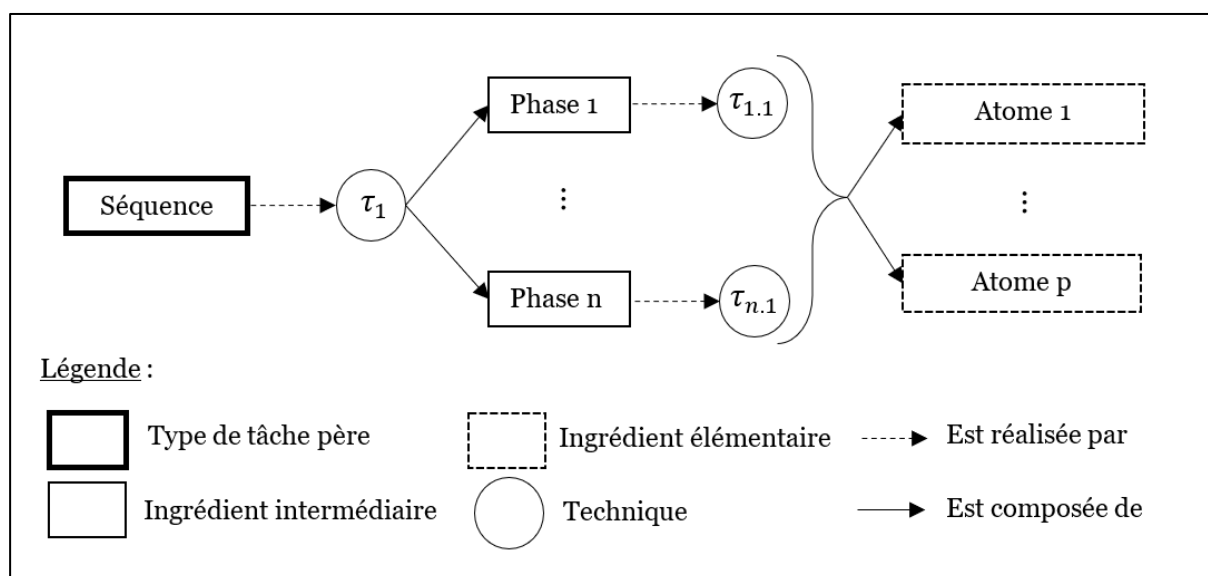 Phase 1
τ₁.₁
Atome 1
Séquence
τ₁
⋮
⋮
Phase n
τₙ.₁
Atome p
Légende :
Type de tâche père
Ingrédient élémentaire
Est réalisée par
Ingrédient intermédiaire
Technique
Est composée de